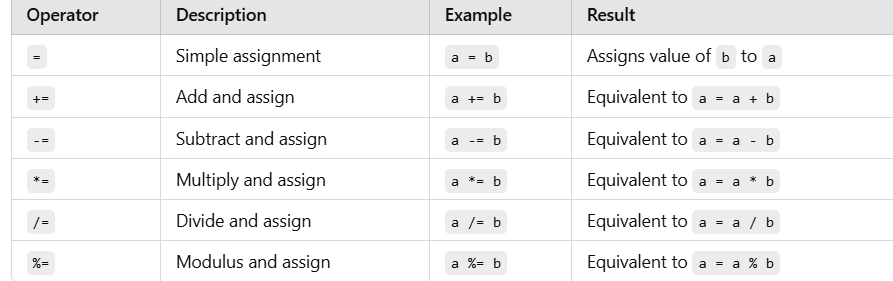 Operator Description Example Result
= Simple assignment a = b Assigns value of b to a
+= Add and assign a += b Equivalent to a = a + b
-= Subtract and assign a -= b Equivalent to a = a - b
*= Multiply and assign a *= b Equivalent to a = a * b
/= Divide and assign a /= b Equivalent to a = a / b
%= Modulus and assign a %= b Equivalent to a = a % b